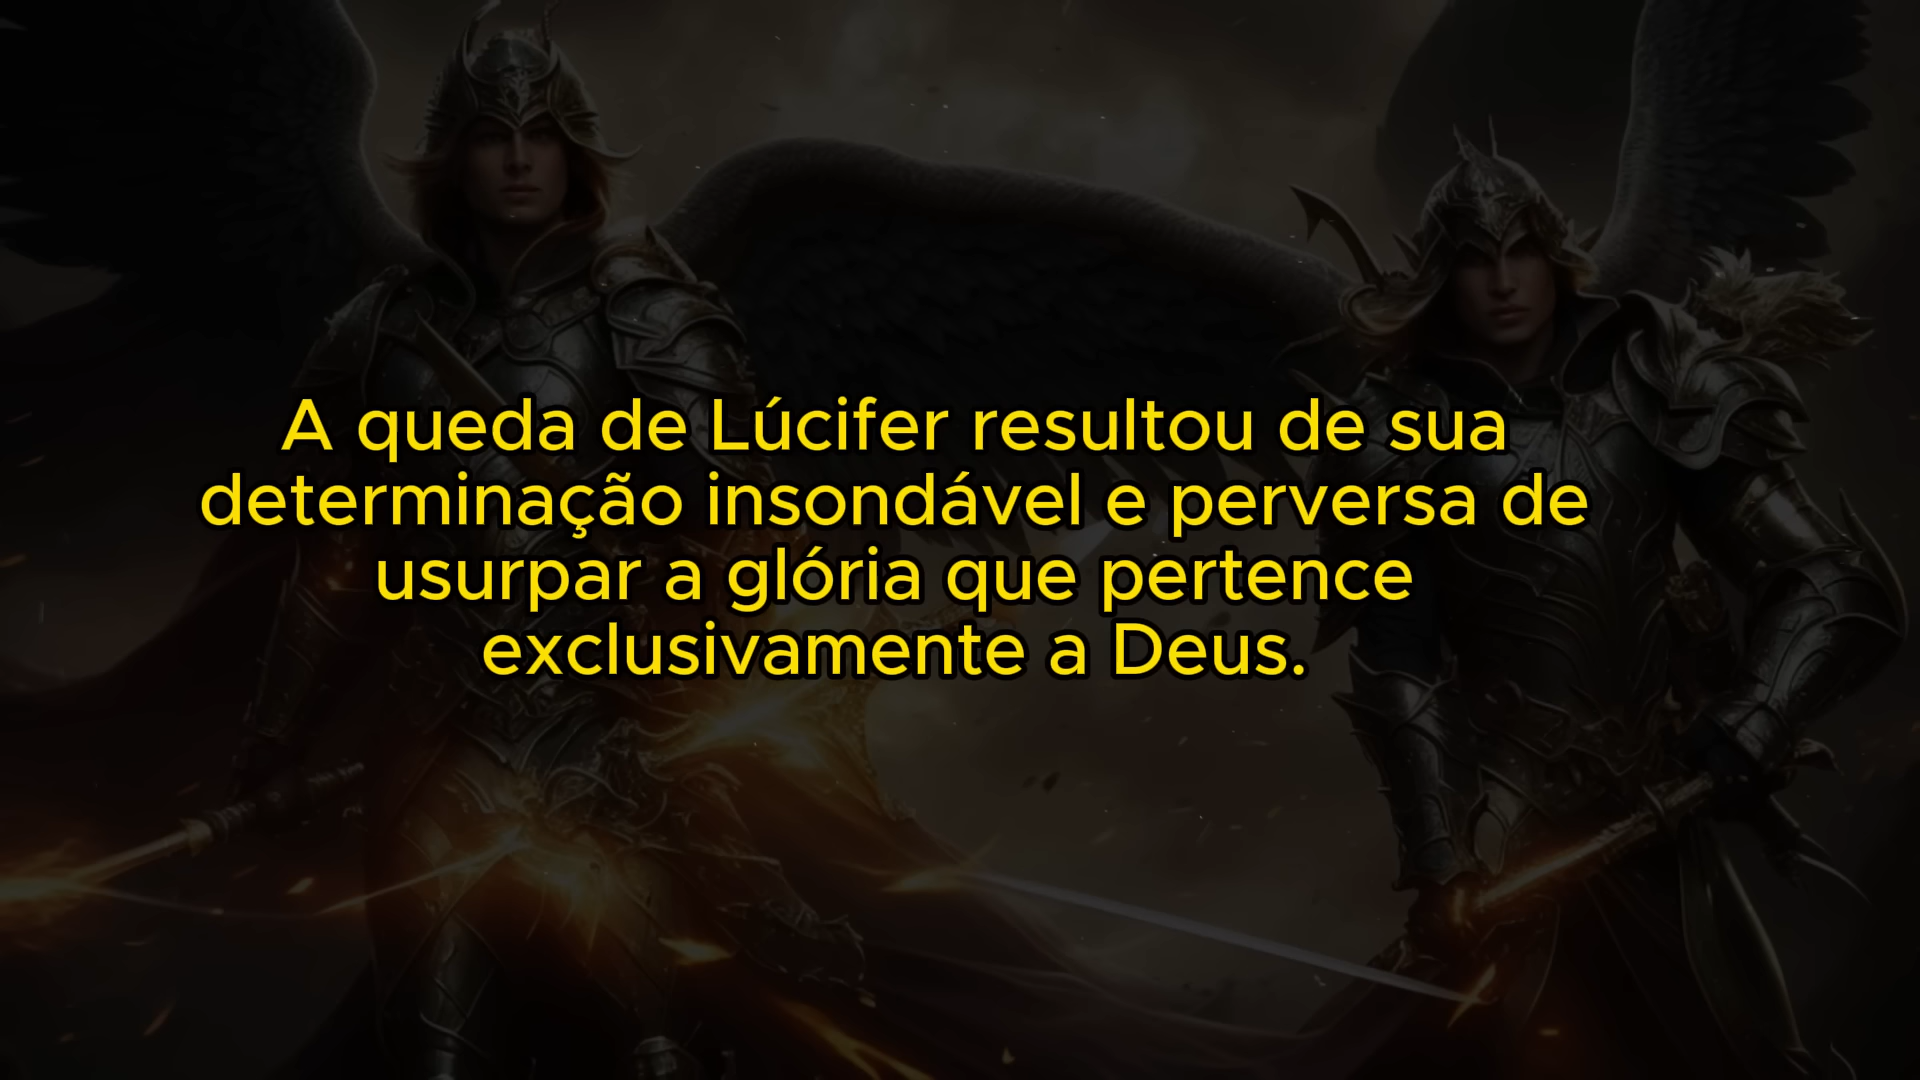 A queda de Lúcifer resultou de sua
determinação insondável e perversa de
usurpar a glória que pertence
exclusivamente a Deus.